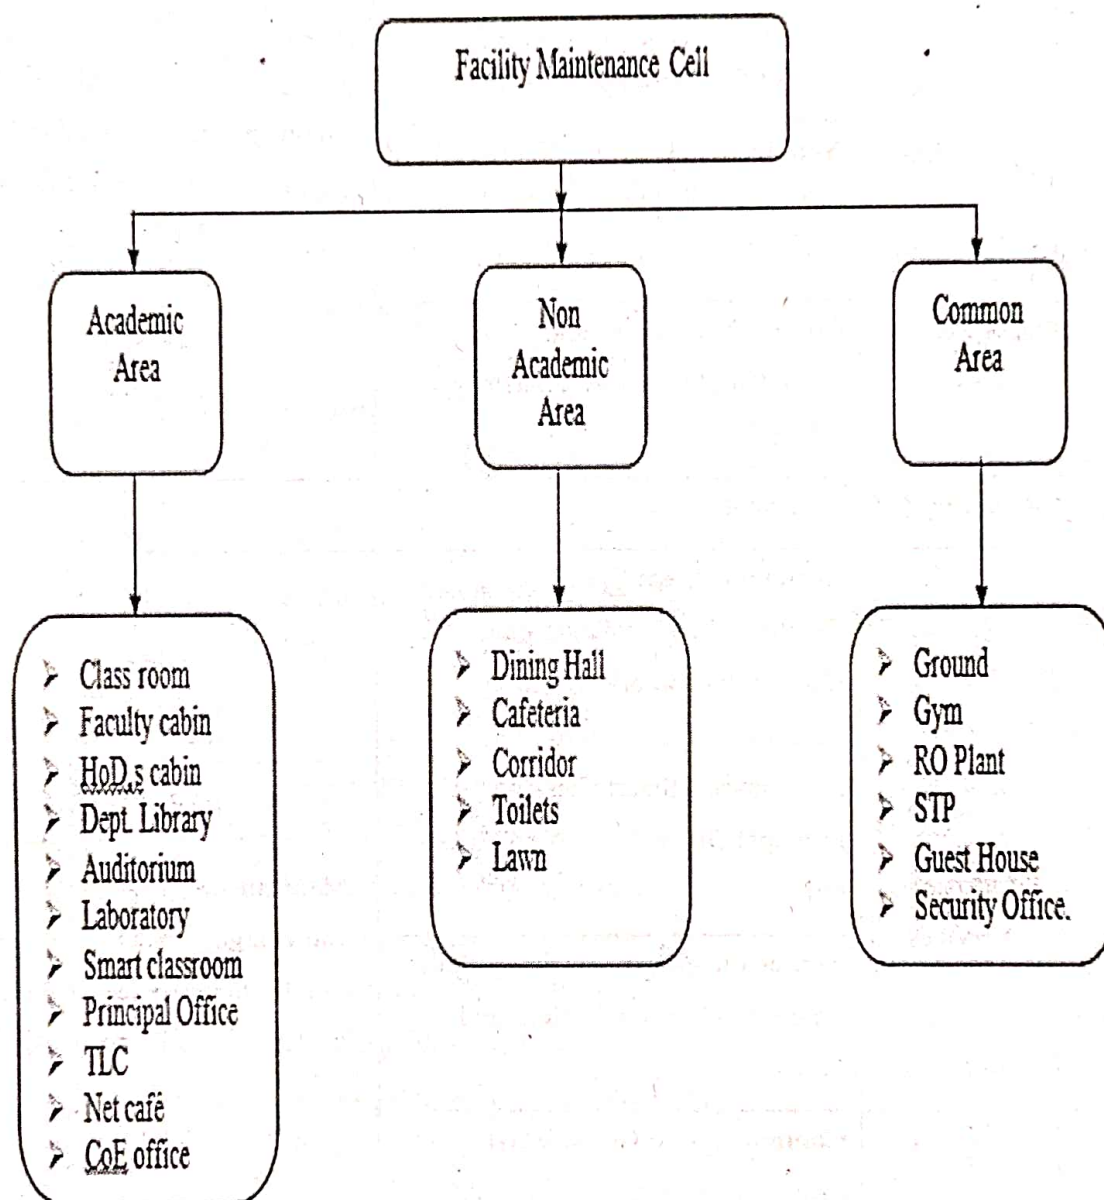 Facility Maintenance Cell
Academic
Area
Non
Academic
Area
Common
Area
➢ Class room
➢ Faculty cabin
➢ HoD,s cabin
➢ Dept. Library
➢ Auditorium
➢ Laboratory
➢ Smart classroom
➢ Principal Office
➢ TLC
➢ Net café
➢ CoE office
➢ Dining Hall
➢ Cafeteria
➢ Corridor
➢ Toilets
➢ Lawn
➢ Ground
➢ Gym
➢ RO Plant
➢ STP
➢ Guest House
➢ Security Office.